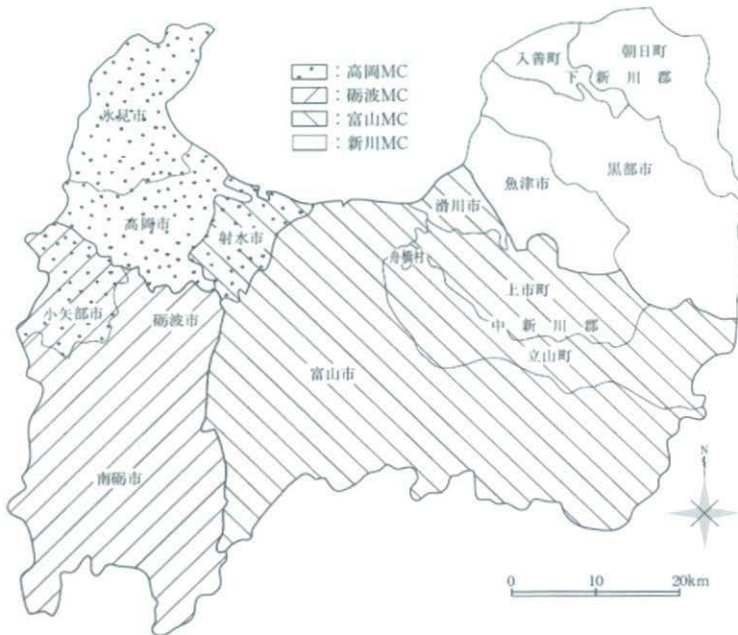 ：高岡MC
：砺波MC
：富山MC
：新川MC
入善町
朝日町
下新川郡
氷見市
黒部市
魚津市
滑川市
高岡市
射水市
舟橋村
上市町
小矢部市
砺波市
中新川郡
立山町
富山市
南砺市
N
0 10 20km